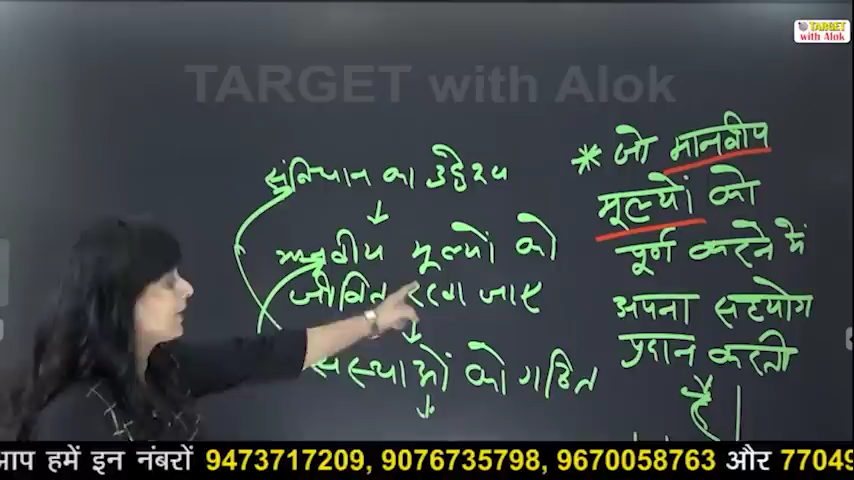 TARGET
with Alok
TARGET with Alok
संविधान का उद्देश्य
↓
मानवीय मूल्यों को
जीवित रखा जाए
↓
संस्थाओं को गठित
↓
* जो मानवीय
मूल्यों को
पूर्ण करने में
अपना सहयोग
प्रदान करती
है|
आप हमें इन नंबरों 9473717209, 9076735798, 9670058763 और 77049